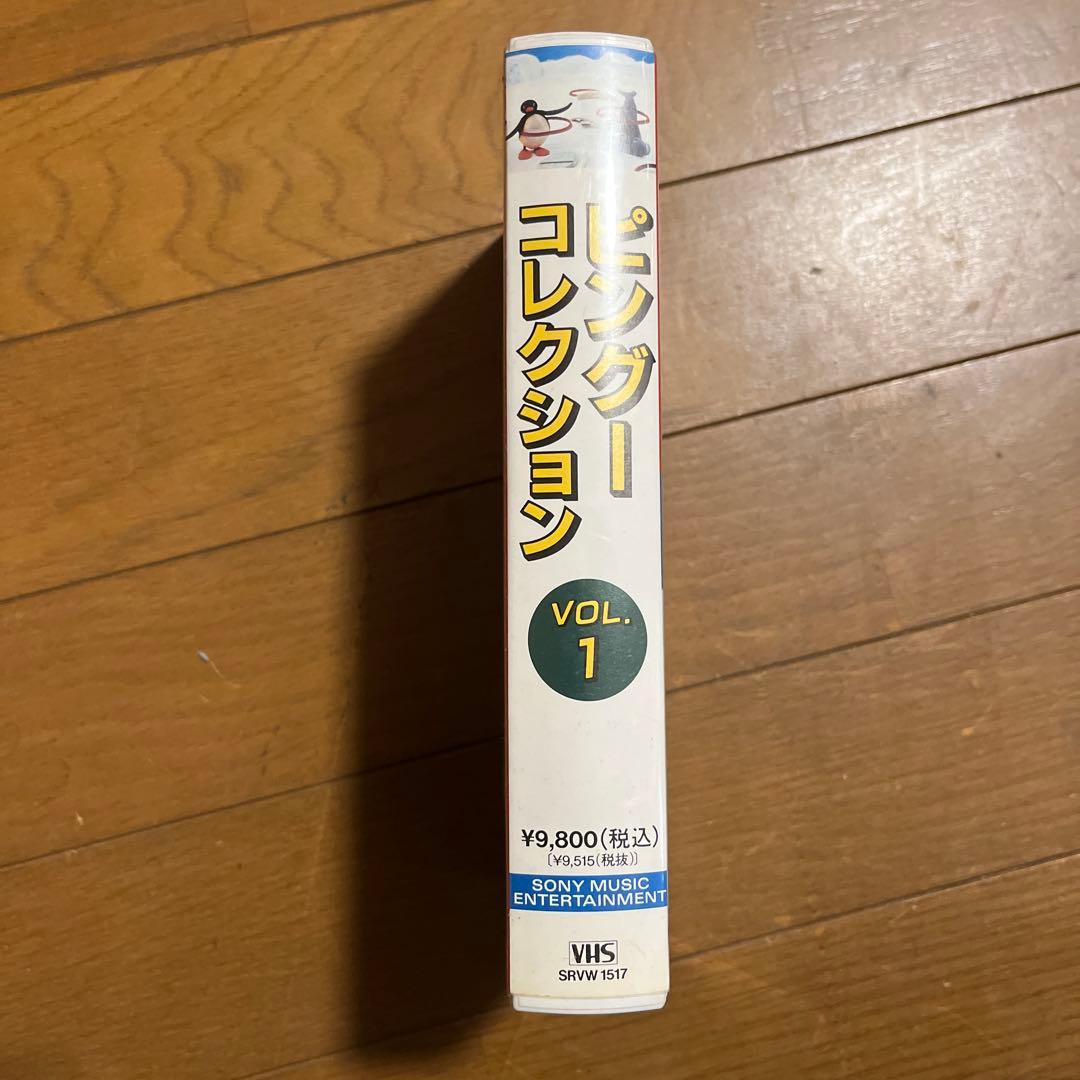 ピングー
コレクション
VOL.
1
¥9,800(税込)
〔¥9,515(税抜)〕
SONY MUSIC
ENTERTAINMENT
VHS
SRVW 1517